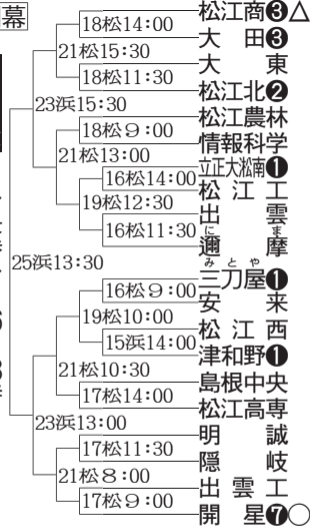 幕
松江商❸△
18松14:00
大田❸
21松15:30
大東
18松11:30
松江北❷
23浜15:30
松江農林
18松9:00
情報科学
21松13:00
立正大淞南❶
16松14:00
松江工
19松12:30
出雲
16松11:30
邇摩
にま
25浜13:30
みとや
三刀屋❶
16松9:00
安来
19松10:00
松江西
15浜14:00
津和野❶
21松10:30
島根中央
17松14:00
松江高専
23浜13:00
明誠
17松11:30
隠岐
21松8:00
出雲工
17松9:00
開星❼○